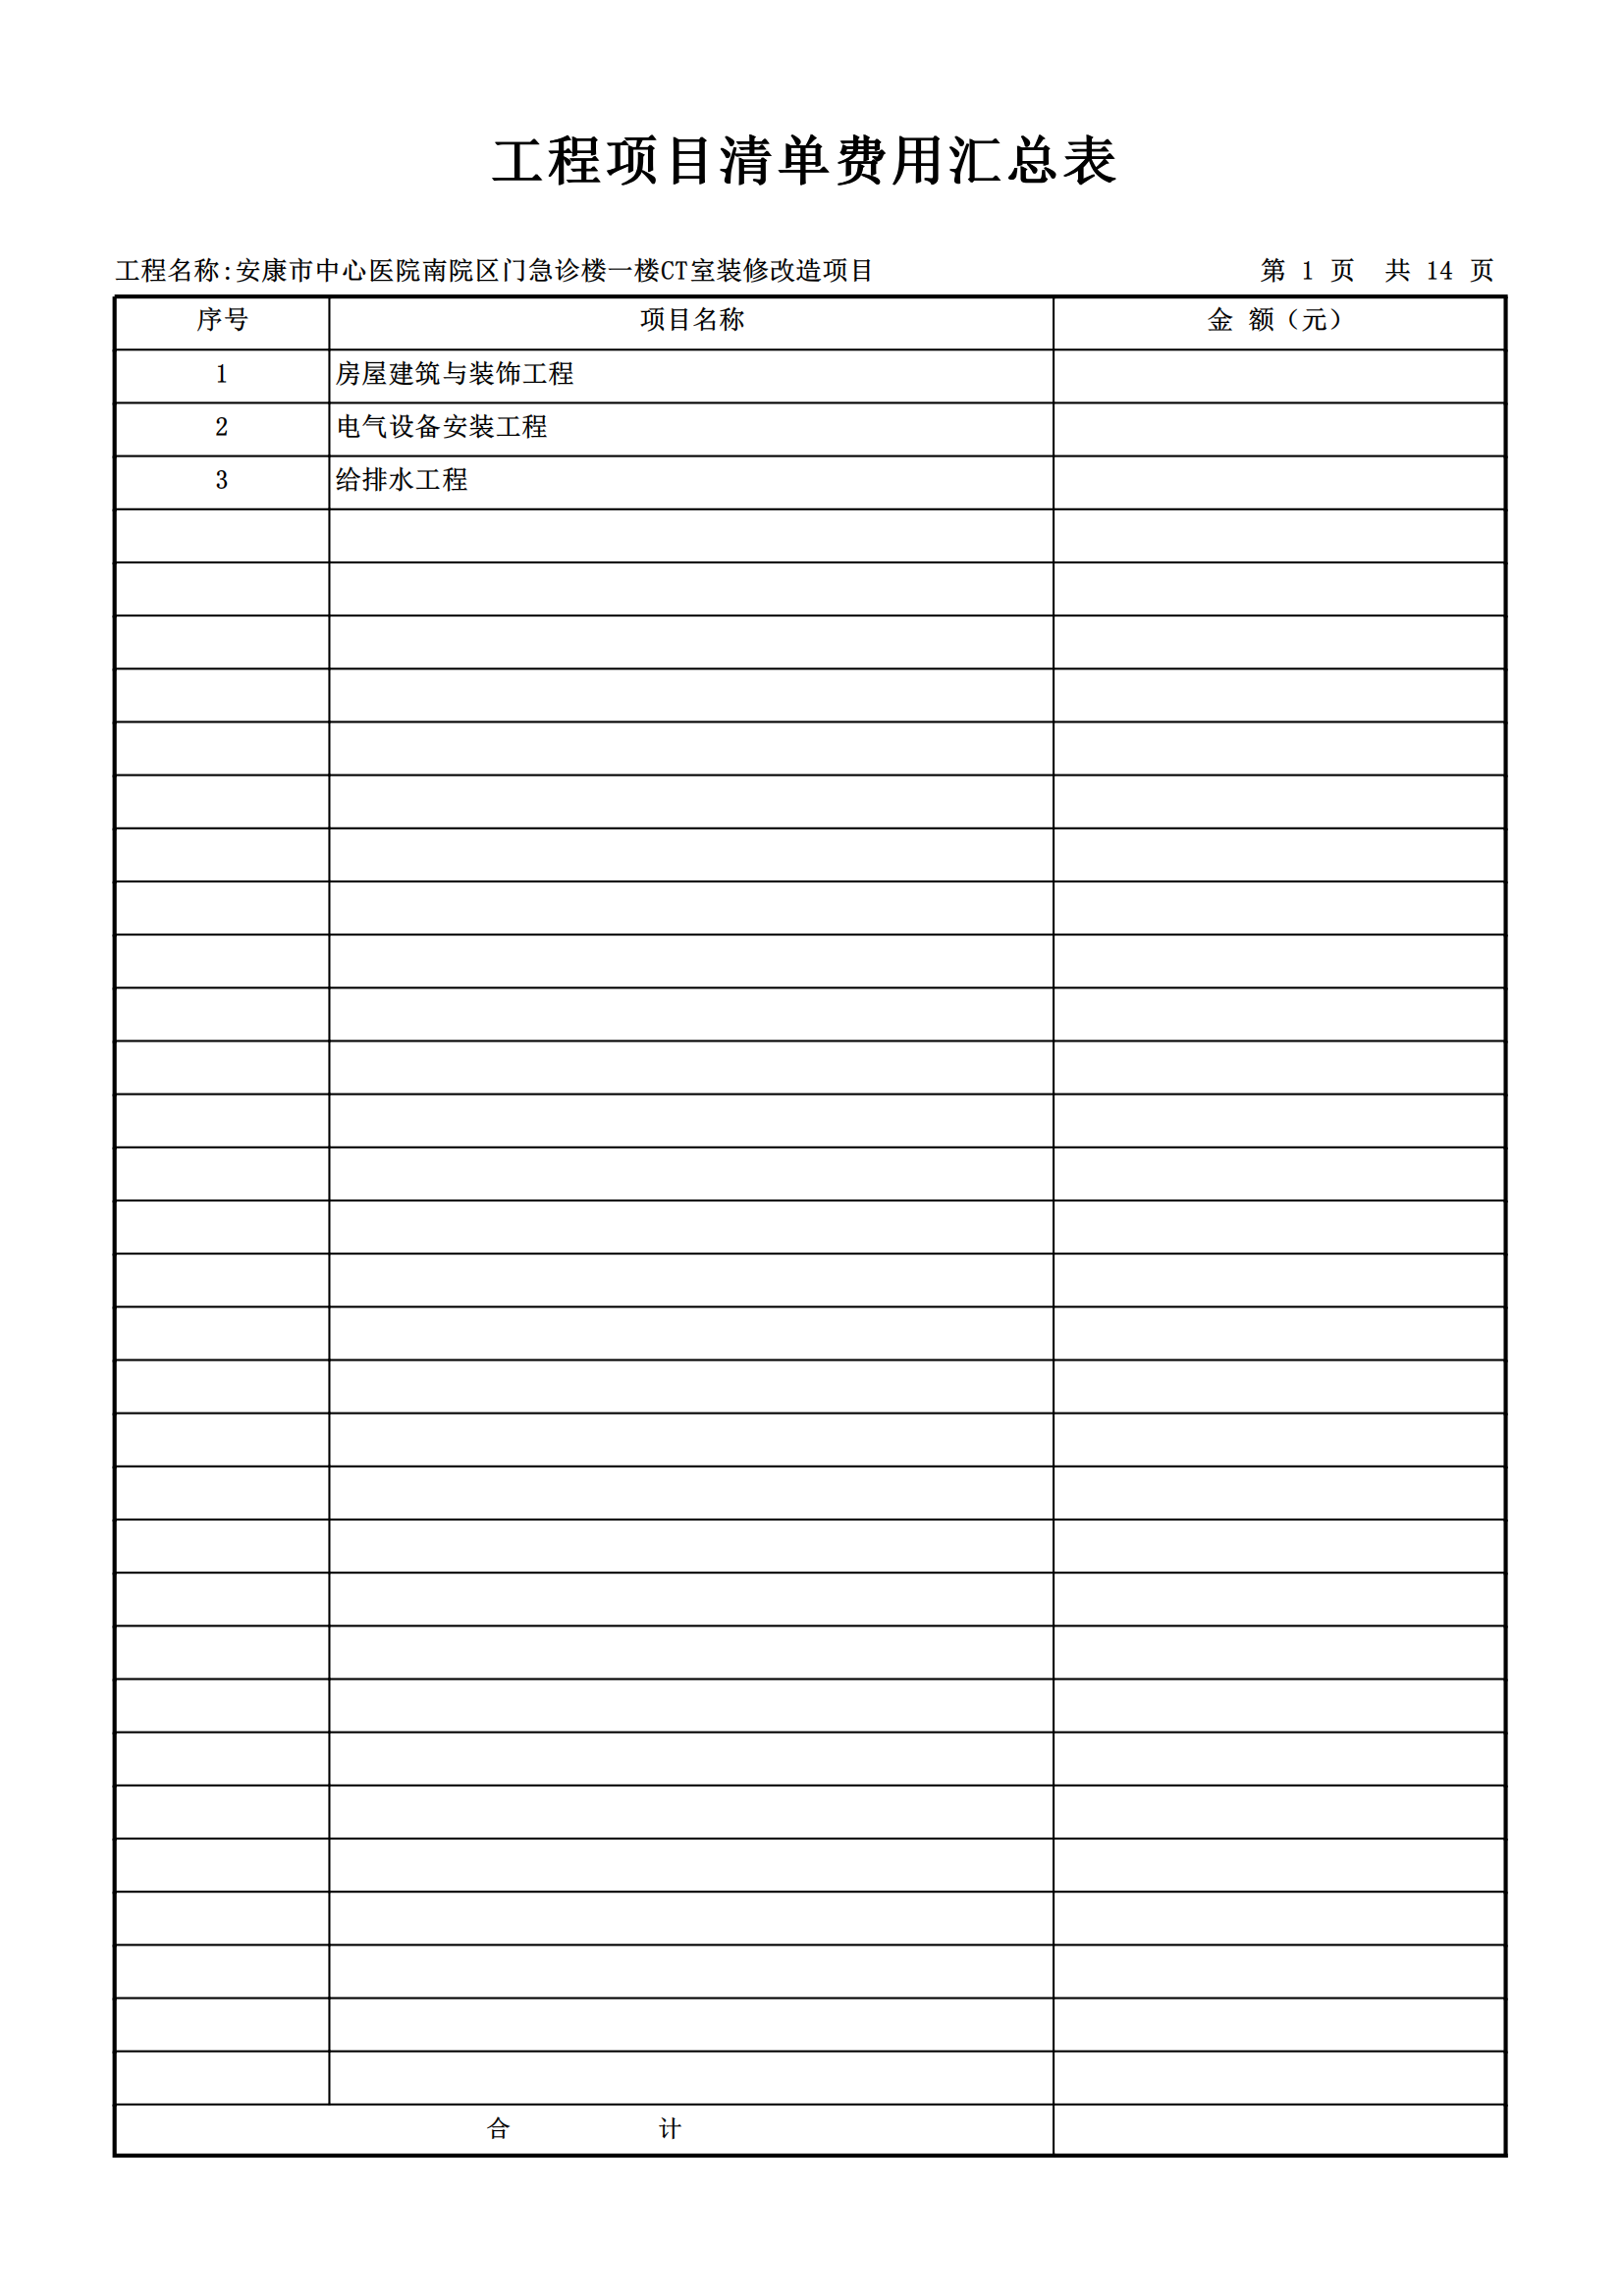 工程项目清单费用汇总表
工程名称:安康市中心医院南院区门急诊楼一楼CT室装修改造项目 第 1 页 共 14 页
序号 项目名称 金 额（元）
1 房屋建筑与装饰工程
2 电气设备安装工程
3 给排水工程
合 计